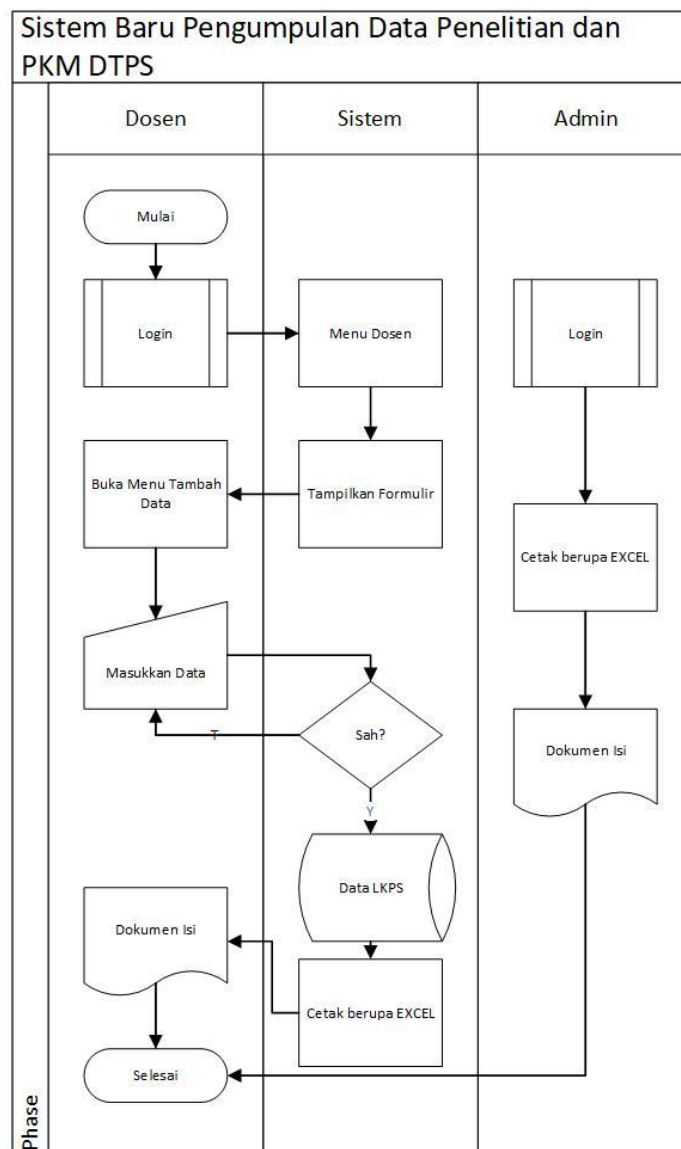 Sistem Baru Pengumpulan Data Penelitian dan
PKM DTPS
Dosen
Sistem
Admin
Mulai
Login
Menu Dosen
Login
Buka Menu Tambah
Data
Tampilkan Formulir
Cetak berupa EXCEL
Masukkan Data
T
Sah?
Dokumen Isi
Y
Data LKPS
Dokumen Isi
Cetak berupa EXCEL
Selesai
Phase